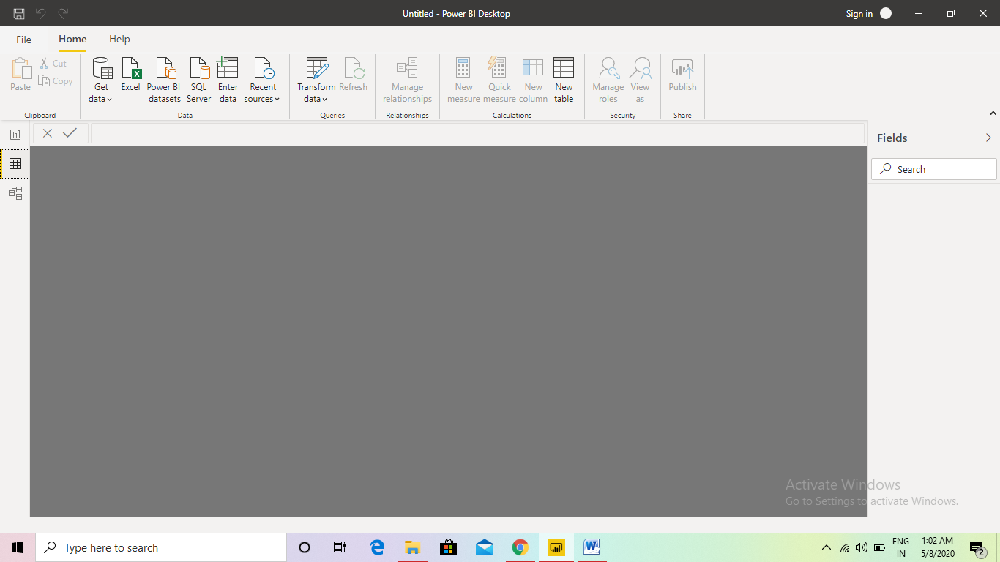 Untitled - Power BI Desktop
Sign in
File Home Help
Paste
Cut
Copy
Clipboard
Get data
Excel
Power BI datasets
SQL Server
Enter data
Recent sources
Data
Transform data
Refresh
Queries
Manage relationships
Relationships
New measure
Quick measure
New column
New table
Calculations
Manage roles
View as
Security
Publish
Share
Fields
Search
Activate Windows
Go to Settings to activate Windows.
Type here to search
ENG
IN
1:02 AM
5/8/2020
2